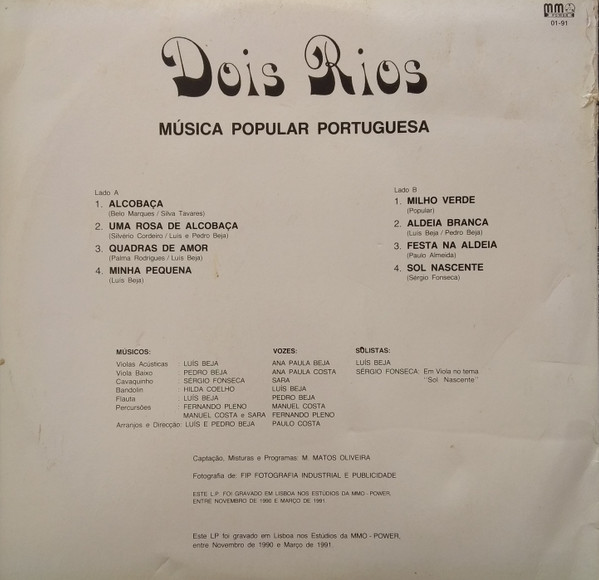 mmo
01-91
Dois Rios
MÚSICA POPULAR PORTUGUESA
Lado A
1. ALCOBAÇA
(Belo Marques / Silva Tavares)
2. UMA ROSA DE ALCOBAÇA
(Silvério Cordeiro / Luís e Pedro Beja)
3. QUADRAS DE AMOR
(Palma Rodrigues / Luís Beja)
4. MINHA PEQUENA
(Luís Beja)
Lado B
1. MILHO VERDE
(Popular)
2. ALDEIA BRANCA
(Luís Beja / Pedro Beja)
3. FESTA NA ALDEIA
(Paulo Almeida)
4. SOL NASCENTE
(Sérgio Fonseca)
MÚSICOS:
Violas Acústicas : LUÍS BEJA
Viola Baixo : PEDRO BEJA
Cavaquinho : SÉRGIO FONSECA
Bandolin : HILDA COELHO
Flauta : LUÍS BEJA
Percursões : FERNANDO PLENO
MANUEL COSTA e SARA
Arranjos e Direcção: LUÍS E PEDRO BEJA
VOZES:
ANA PAULA BEJA
ANA PAULA COSTA
SARA
LUÍS BEJA
PEDRO BEJA
MANUEL COSTA
FERNANDO PLENO
PAULO COSTA
SOLISTAS:
LUÍS BEJA
SÉRGIO FONSECA, Em Viola no tema
"Sol Nascente"
Captação, Misturas e Programas: M. MATOS OLIVEIRA
Fotografia de: FIP FOTOGRAFIA INDUSTRIAL E PUBLICIDADE
ESTE L.P. FOI GRAVADO EM LISBOA NOS ESTÚDIOS DA MMO - POWER,
ENTRE NOVEMBRO DE 1990 E MARÇO DE 1991.
Este LP foi gravado em Lisboa nos Estúdios da MMO - POWER,
entre Novembro de 1990 e Março de 1991.